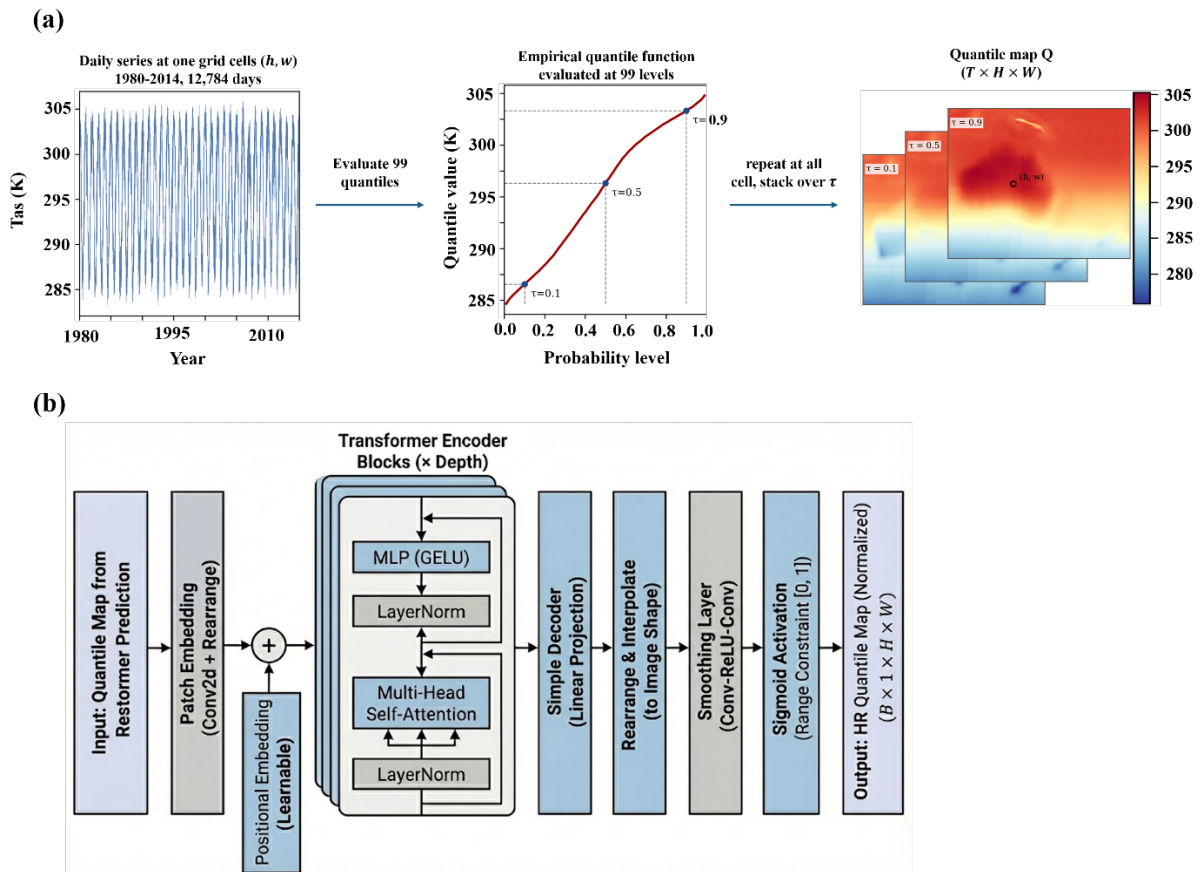 (a)
Daily series at one grid cells (h, w)
1980-2014, 12,784 days
Tas (K)
305
300
295
290
285
1980
1995
2010
Year
Evaluate 99
quantiles
Empirical quantile function
evaluated at 99 levels
Quantile value (K)
305
300
295
290
285
τ=0.9
τ=0.5
τ=0.1
0.0 0.2 0.4 0.6 0.8 1.0
Probability level
repeat at all
cell, stack over τ
Quantile map Q
(T × H × W)
τ = 0.9
τ = 0.5
τ = 0.1
(h, w)
305
300
295
290
285
280
(b)
Input: Quantile Map from
Restormer Prediction
Patch Embedding
(Conv2d + Rearrange)
+
Positional Embedding
(Learnable)
Transformer Encoder
Blocks (× Depth)
MLP (GELU)
LayerNorm
Multi-Head
Self-Attention
LayerNorm
Simple Decoder
(Linear Projection)
Rearrange & Interpolate
(to Image Shape)
Smoothing Layer
(Conv-ReLU-Conv)
Sigmoid Activation
(Range Constraint [0, 1])
Output: HR Quantile Map (Normalized)
(B × 1 × H × W)